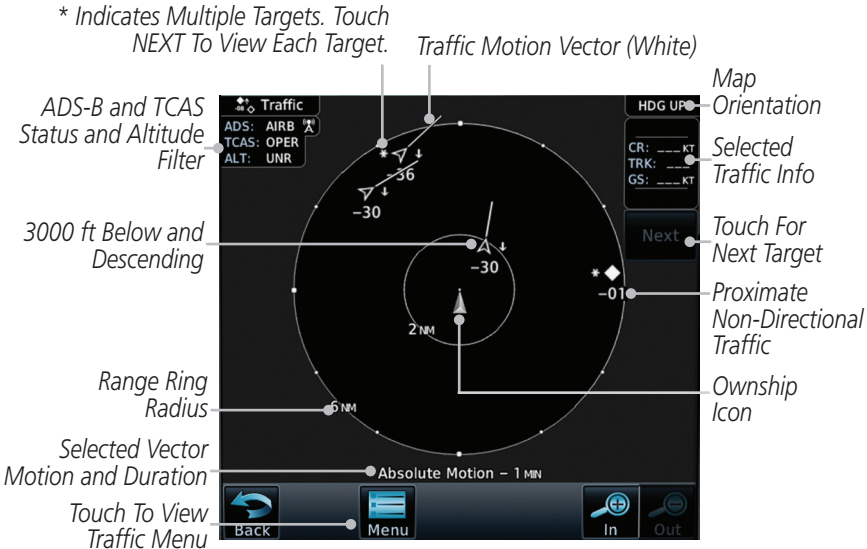 * Indicates Multiple Targets. Touch
NEXT To View Each Target.
Traffic Motion Vector (White)
ADS-B and TCAS
Status and Altitude
Filter
3000 ft Below and
Descending
Range Ring
Radius
Selected Vector
Motion and Duration
Touch To View
Traffic Menu
Traffic
ADS: AIRB
TCAS: OPER
ALT: UNR
HDG UP
CR: ___KT
TRK: ___
GS: ___KT
Next
*
-36
-30
-30
*
-01
2 NM
6 NM
Absolute Motion – 1 MIN
Back
Menu
In
Out
Map
Orientation
Selected
Traffic Info
Touch For
Next Target
Proximate
Non-Directional
Traffic
Ownship
Icon